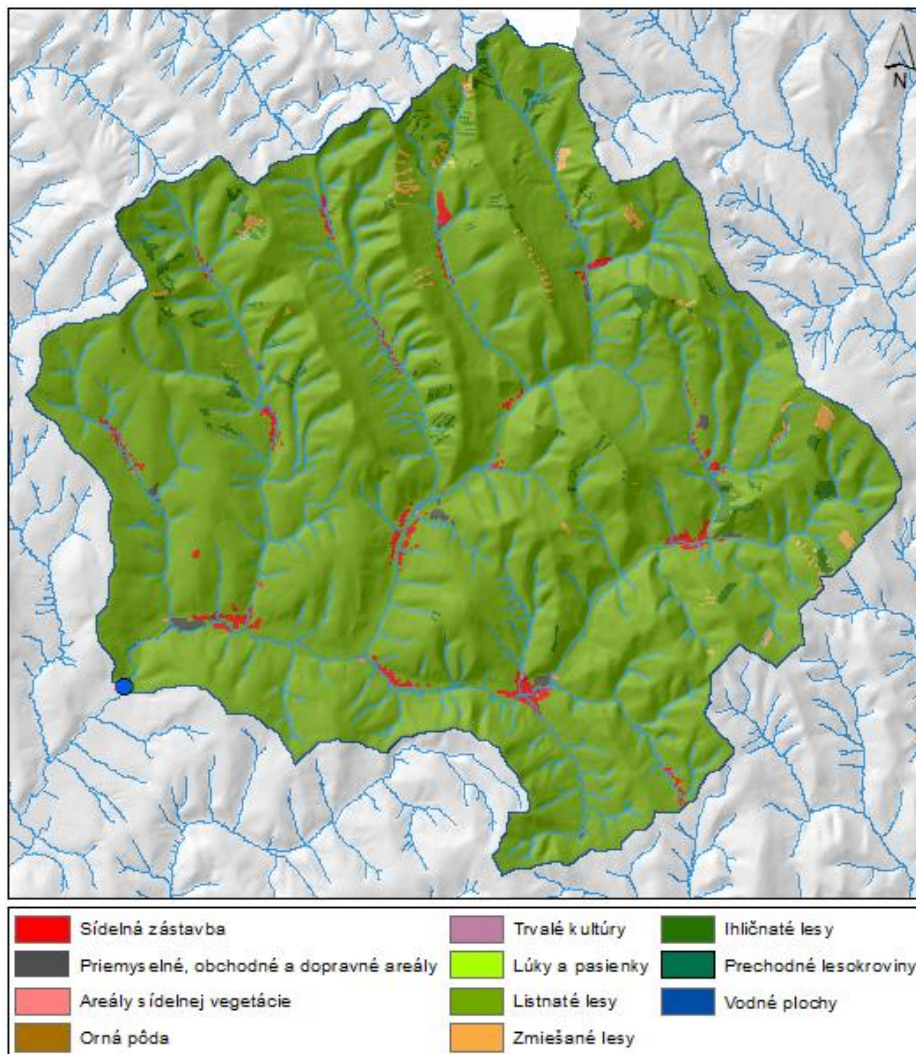 N
Sídelná zástavba
Priemyselné, obchodné a dopravné areály
Areály sídelnej vegetácie
Orná pôda
Trvalé kultúry
Lúky a pasienky
Listnaté lesy
Zmiešané lesy
Ihličnaté lesy
Prechodné lesokroviny
Vodné plochy